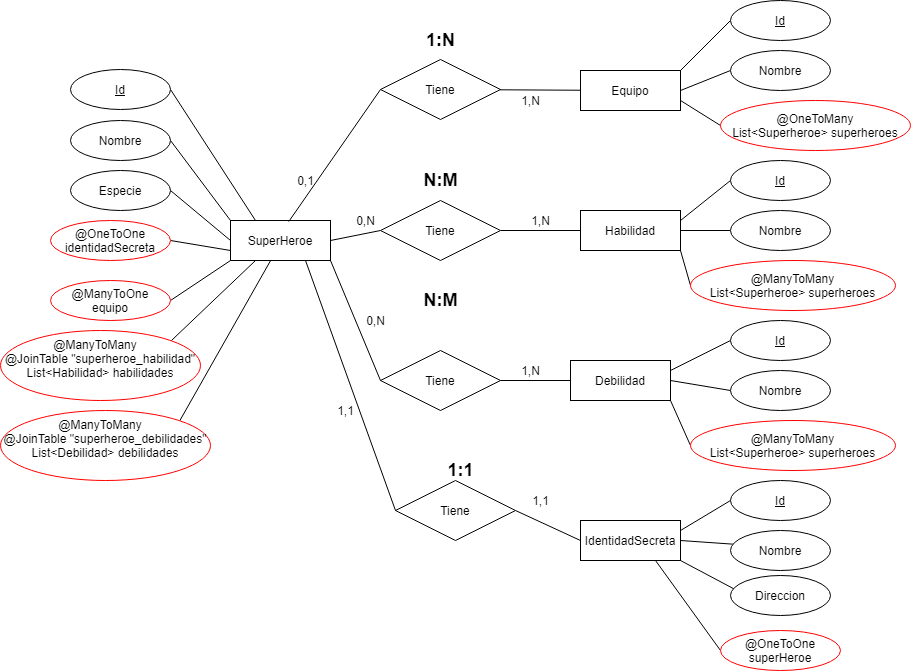 Id
Nombre
Especie
@OneToOne
identidadSecreta
@ManyToOne
equipo
@ManyToMany
@JoinTable "superheroe_habilidad"
List<Habilidad> habilidades
@ManyToMany
@JoinTable "superheroe_debilidades"
List<Debilidad> debilidades
SuperHeroe
1:N
0,1
Tiene
1,N
Equipo
Id
Nombre
@OneToMany
List<Superheroe> superheroes
N:M
0,N
Tiene
1,N
Habilidad
Id
Nombre
@ManyToMany
List<Superheroe> superheroes
N:M
0,N
Tiene
1,N
Debilidad
Id
Nombre
@ManyToMany
List<Superheroe> superheroes
1:1
1,1
Tiene
1,1
IdentidadSecreta
Id
Nombre
Direccion
@OneToOne
superHeroe